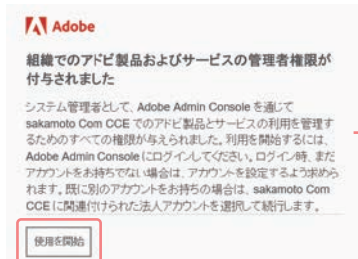 Adobe
組織でのアドビ製品およびサービスの管理者権限が
付与されました
システム管理者として、Adobe Admin Console を通じて
sakamoto Com CCE でのアドビ製品とサービスの利用を管理す
るためのすべての権限が与えられました。利用を開始するには、
Adobe Admin Console にログインしてください。ログイン時、まだ
アカウントをお持ちでない場合は、アカウントを設定するよう求めら
れます。既に別のアカウントをお持ちの場合は、sakamoto Com
CCE に関連付けられた法人アカウントを選択して続行します。
使用を開始